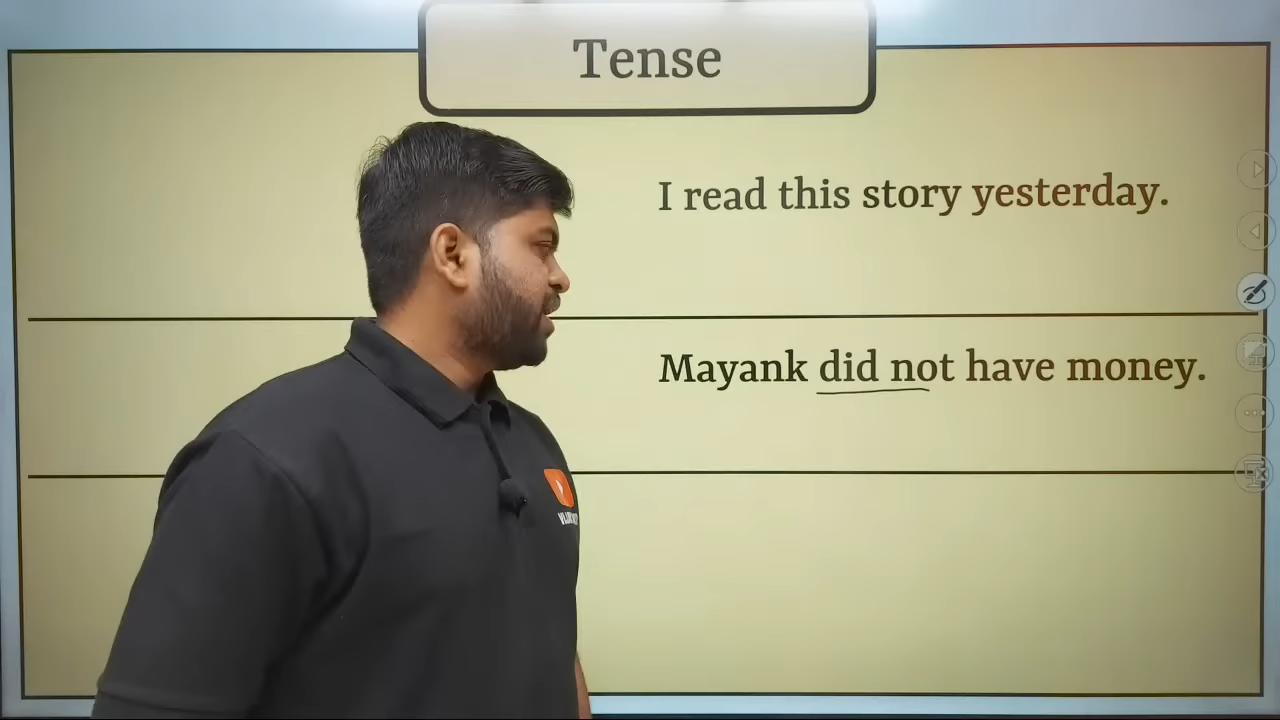 Tense
I read this story yesterday.
Mayank did not have money.